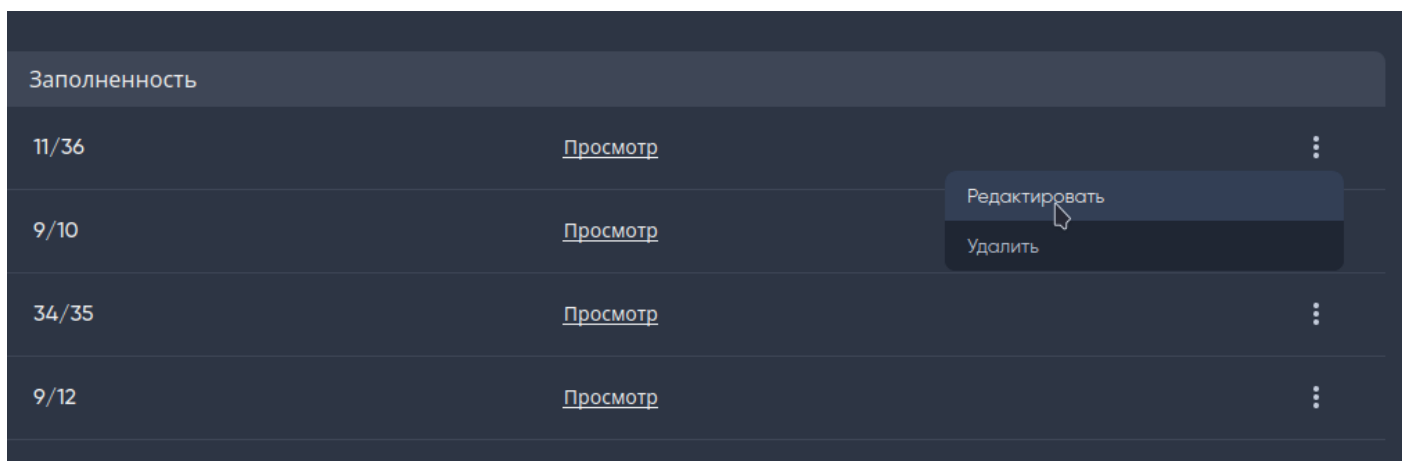 Заполненность
11/36
Просмотр
Редактировать
Удалить
9/10
Просмотр
34/35
Просмотр
9/12
Просмотр